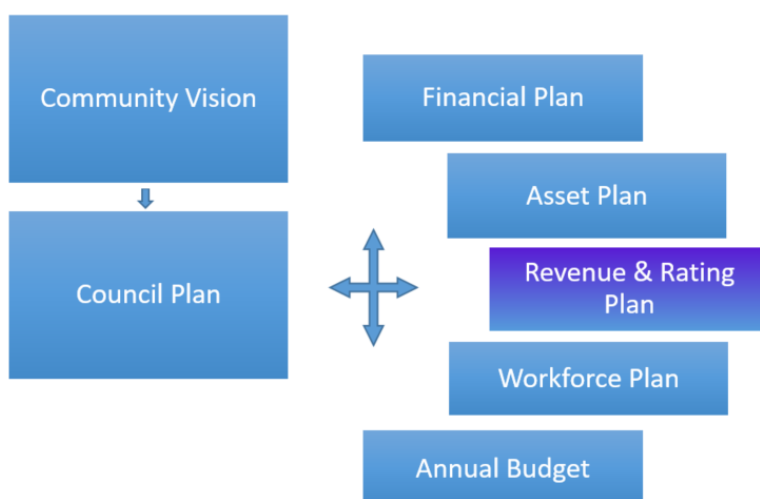 Community Vision
Council Plan
Financial Plan
Asset Plan
Revenue & Rating
Plan
Workforce Plan
Annual Budget